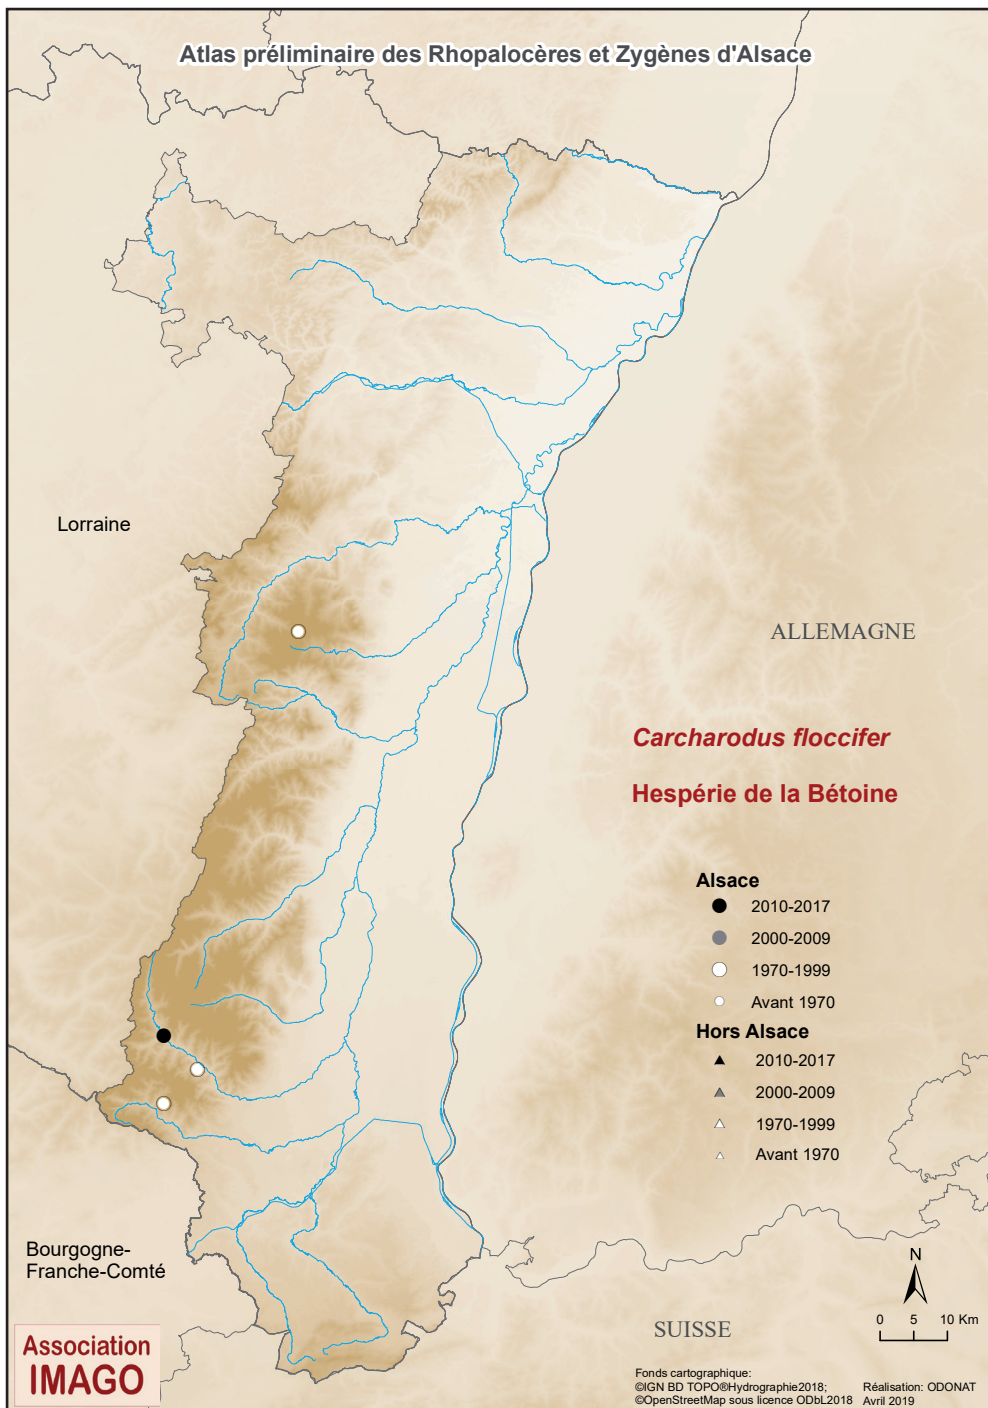 Atlas préliminaire des Rhopalocères et Zygènes d'Alsace
Lorraine
ALLEMAGNE
Carcharodus floccifer
Hespérie de la Bétoine
Alsace
2010-2017
2000-2009
1970-1999
Avant 1970
Hors Alsace
2010-2017
2000-2009
1970-1999
Avant 1970
Bourgogne-
Franche-Comté
N
0 5 10 Km
SUISSE
Association
IMAGO
Fonds cartographique:
©IGN BD TOPO®Hydrographie2018;
©OpenStreetMap sous licence ODbL2018
Réalisation: ODONAT
Avril 2019